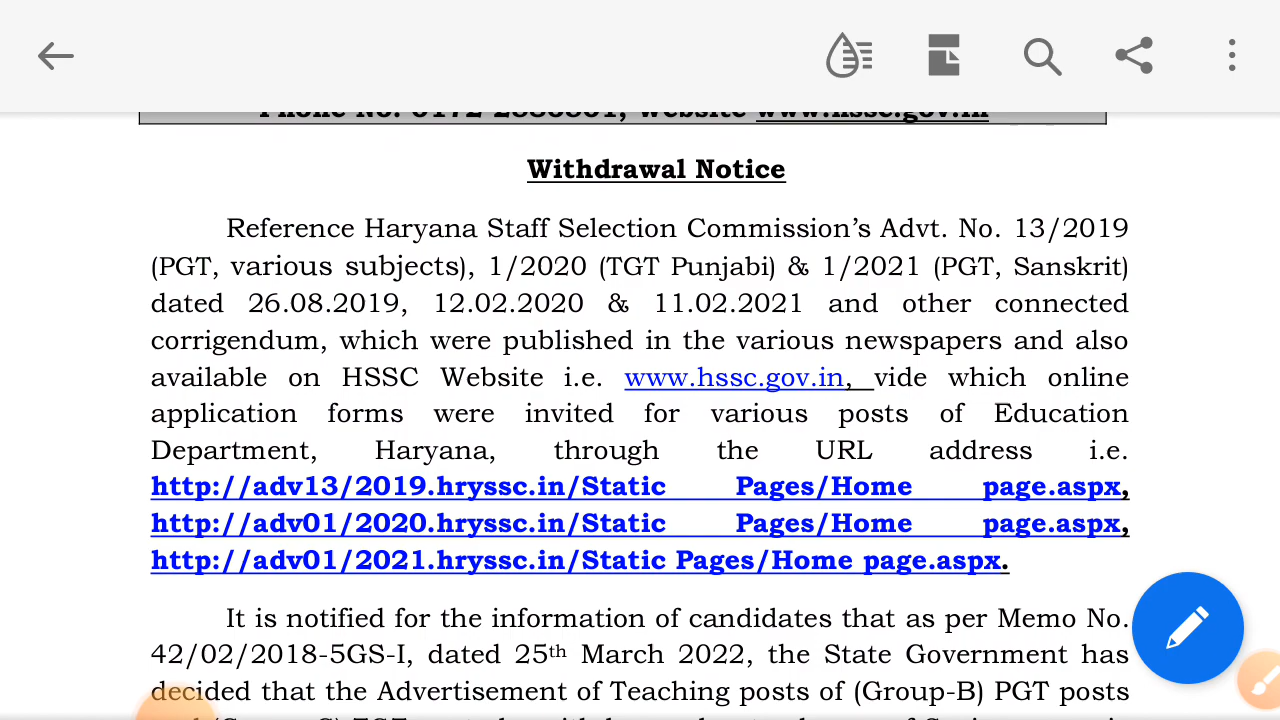 Website www.hssc.gov.in
Withdrawal Notice
Reference Haryana Staff Selection Commission's Advt. No. 13/2019
(PGT, various subjects), 1/2020 (TGT Punjabi) & 1/2021 (PGT, Sanskrit)
dated 26.08.2019, 12.02.2020 & 11.02.2021 and other connected
corrigendum, which were published in the various newspapers and also
available on HSSC Website i.e. www.hssc.gov.in, vide which online
application forms were invited for various posts of Education
Department, Haryana, through the URL address i.e.
http://adv13/2019.hryssc.in/Static Pages/Home page.aspx,
http://adv01/2020.hryssc.in/Static Pages/Home page.aspx,
http://adv01/2021.hryssc.in/Static Pages/Home page.aspx.
It is notified for the information of candidates that as per Memo No.
42/02/2018-5GS-I, dated 25th March 2022, the State Government has
decided that the Advertisement of Teaching posts of (Group-B) PGT posts